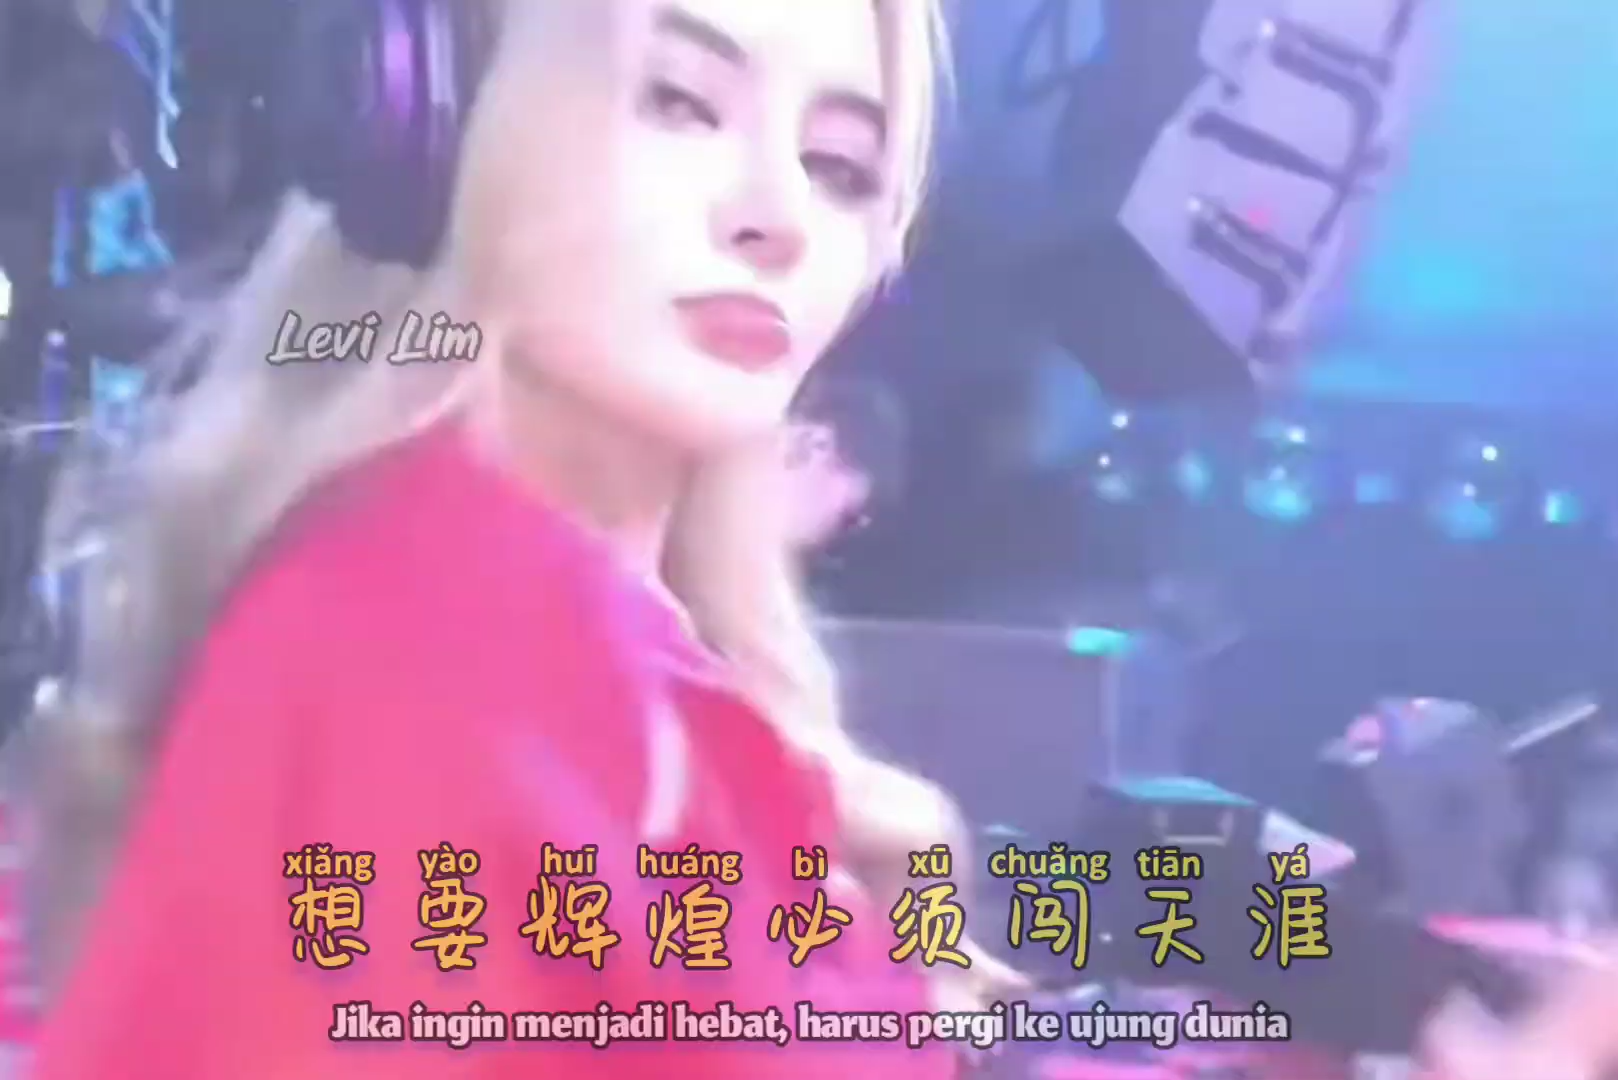 Levi Lim
xiǎng yào huī huáng bì xū chuǎng tiān yá
想要辉煌必须闯天涯
Jika ingin menjadi hebat, harus pergi ke ujung dunia